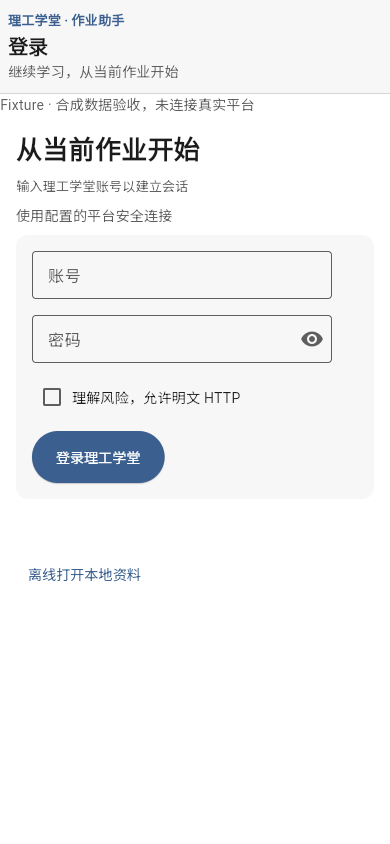 理工学堂 · 作业助手
登录
继续学习，从当前作业开始
Fixture · 合成数据验收，未连接真实平台
从当前作业开始
输入理工学堂账号以建立会话
使用配置的平台安全连接
账号
密码
理解风险，允许明文 HTTP
登录理工学堂
离线打开本地资料